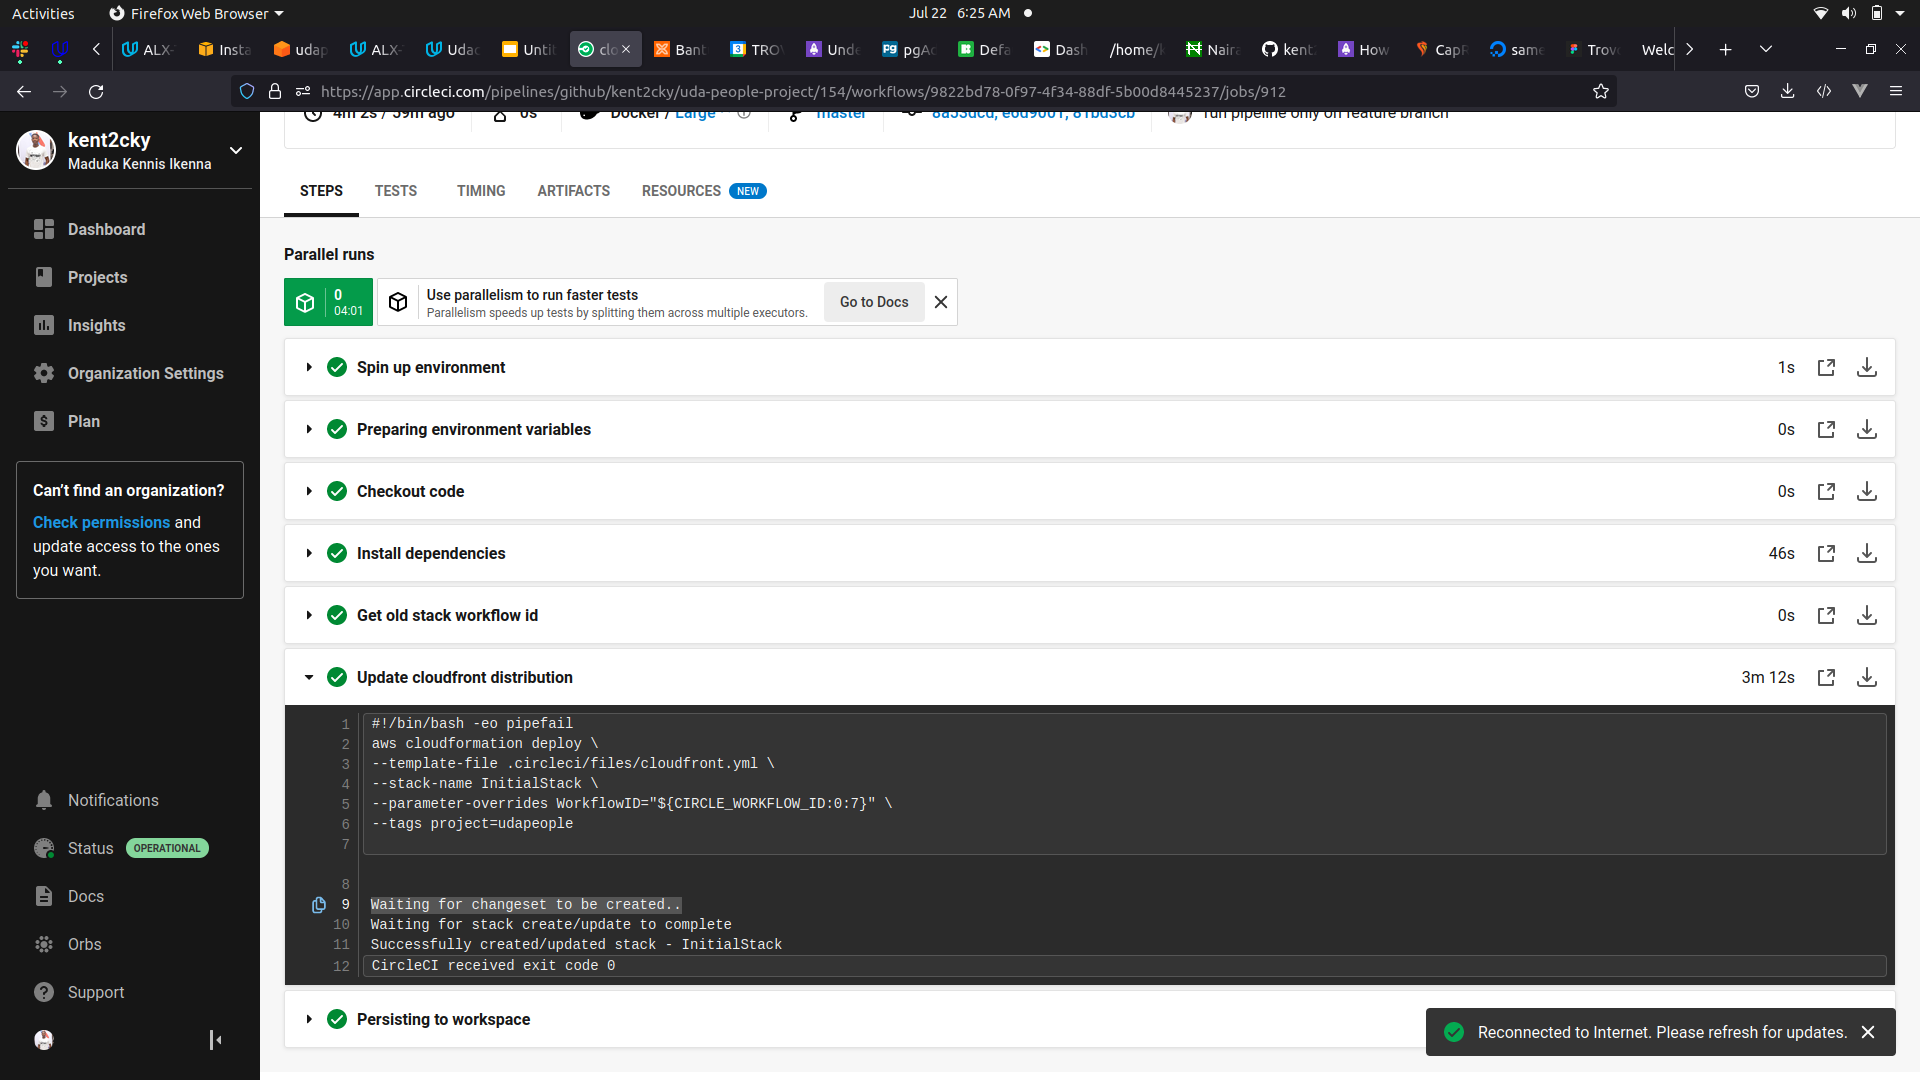 Activities
Firefox Web Browser
Jul 22 6:25 AM
ALX-
Insta
udap
ALX-
Udac
Unti
clo
Bant
TRO
Unde
pgA
Defa
Dash
/home/k
Naira
kent
How
CapR
same
Trov
Welc
https://app.circleci.com/pipelines/github/kent2cky/uda-people-project/154/workflows/9822bd78-0f97-4f34-88df-5b00d8445237/jobs/912
kent2cky
Maduka Kennis Ikenna
Dashboard
Projects
Insights
Organization Settings
Plan
Can't find an organization?
Check permissions and
update access to the ones
you want.
Notifications
Status OPERATIONAL
Docs
Orbs
Support
4m 2s / 59m ago
0s
Docker / Large
master
8a53dcd, e6d9001, 81bd3cb
run pipeline only on feature branch
STEPS
TESTS
TIMING
ARTIFACTS
RESOURCES NEW
Parallel runs
0
04:01
Use parallelism to run faster tests
Parallelism speeds up tests by splitting them across multiple executors.
Go to Docs
Spin up environment 1s
Preparing environment variables 0s
Checkout code 0s
Install dependencies 46s
Get old stack workflow id 0s
Update cloudfront distribution 3m 12s
1 #!/bin/bash -eo pipefail
2 aws cloudformation deploy \
3 --template-file .circleci/files/cloudfront.yml \
4 --stack-name InitialStack \
5 --parameter-overrides WorkflowID="${CIRCLE_WORKFLOW_ID:0:7}" \
6 --tags project=udapeople
7
8
9 Waiting for changeset to be created..
10 Waiting for stack create/update to complete
11 Successfully created/updated stack - InitialStack
12 CircleCI received exit code 0
Persisting to workspace
Reconnected to Internet. Please refresh for updates.